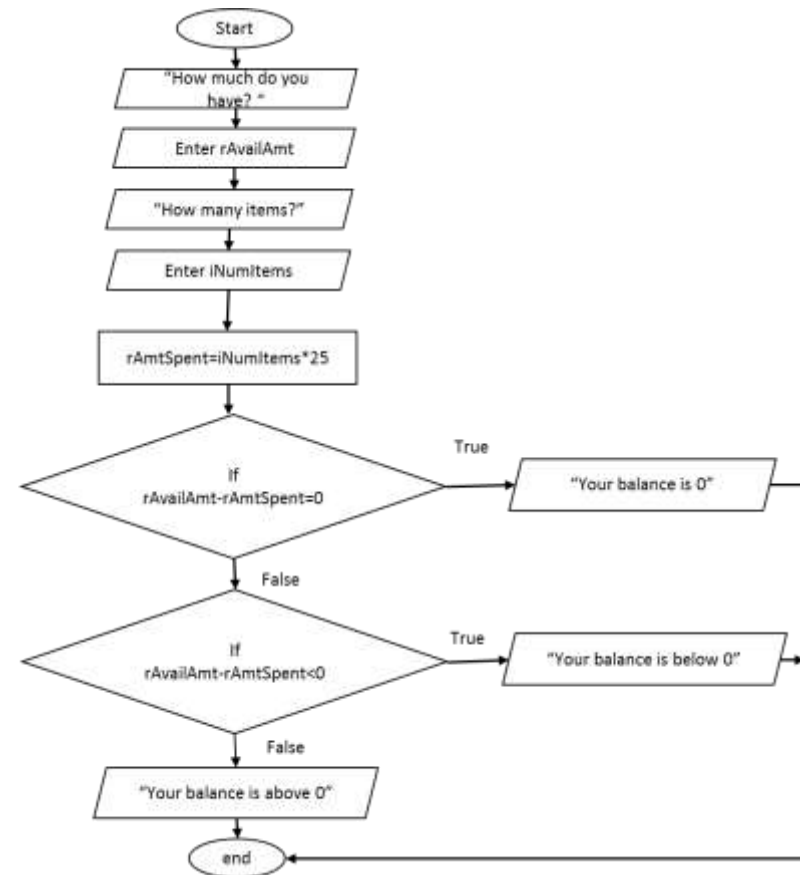 Start
"How much do you
have? "
Enter rAvailAmt
"How many items?"
Enter iNumItems
rAmtSpent=iNumItems*25
If
rAvailAmt-rAmtSpent=0
True
"Your balance is 0"
False
If
rAvailAmt-rAmtSpent<0
True
"Your balance is below 0"
False
"Your balance is above 0"
end